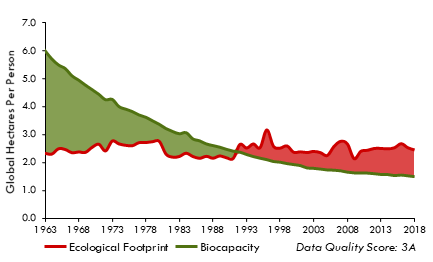 Global Hectares Per Person
7.0
6.0
5.0
4.0
3.0
2.0
1.0
0.0
1963 1968 1973 1978 1983 1988 1993 1998 2003 2008 2013 2018
Ecological Footprint Biocapacity Data Quality Score: 3A